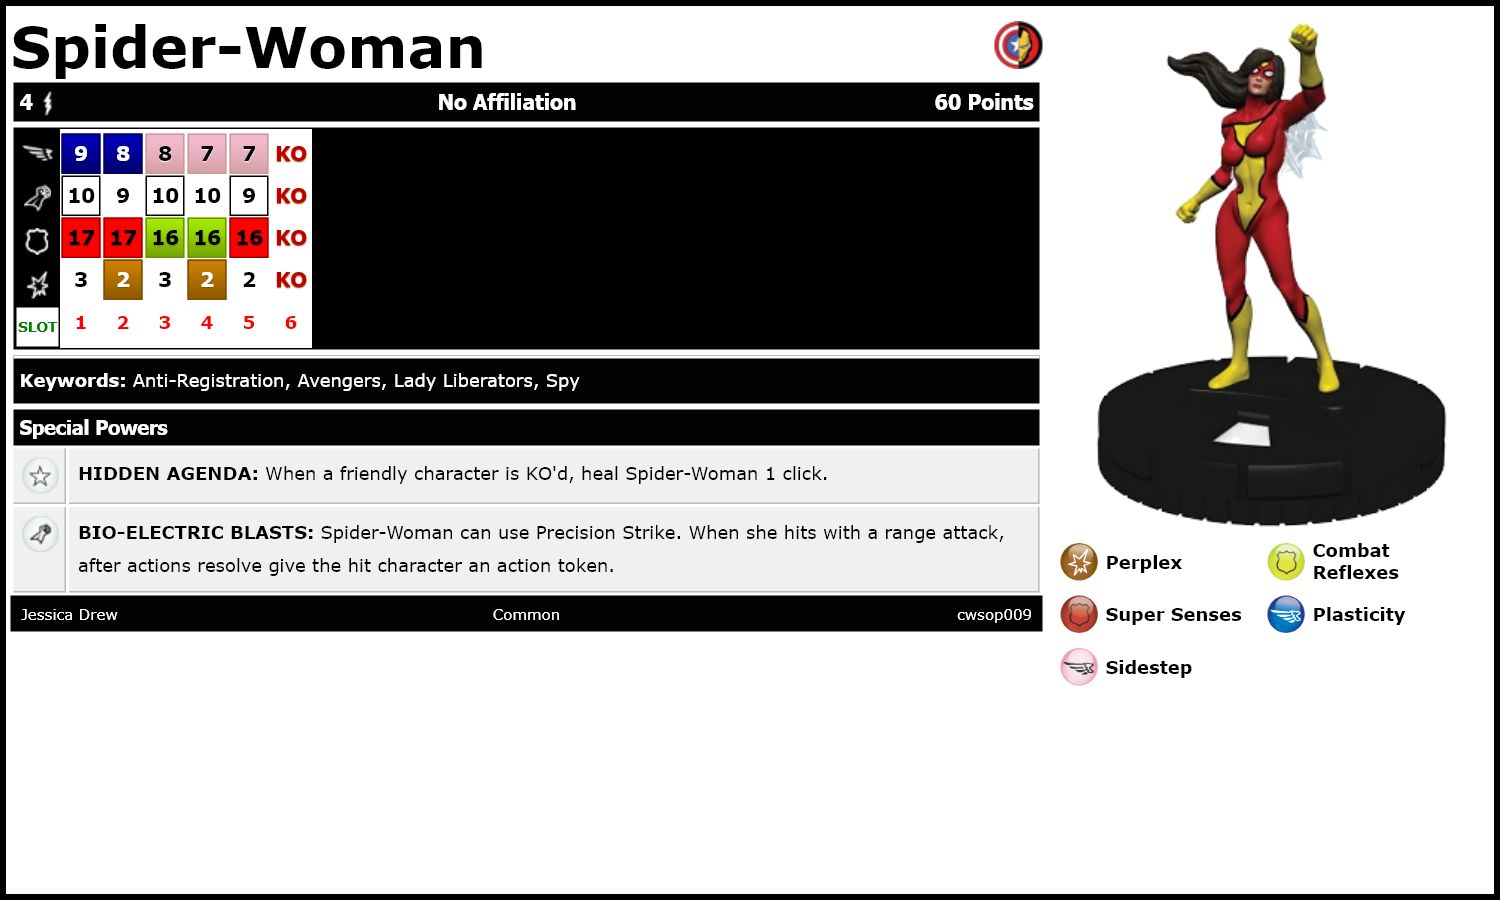 Spider-Woman
4 No Affiliation 60 Points
9 8 8 7 7 KO
10 9 10 10 9 KO
17 17 16 16 16 KO
3 2 3 2 2 KO
SLOT 1 2 3 4 5 6
Keywords: Anti-Registration, Avengers, Lady Liberators, Spy
Special Powers
HIDDEN AGENDA: When a friendly character is KO'd, heal Spider-Woman 1 click.
BIO-ELECTRIC BLASTS: Spider-Woman can use Precision Strike. When she hits with a range attack,
after actions resolve give the hit character an action token.
Jessica Drew Common cwsop009
Perplex
Combat
Reflexes
Super Senses
Plasticity
Sidestep